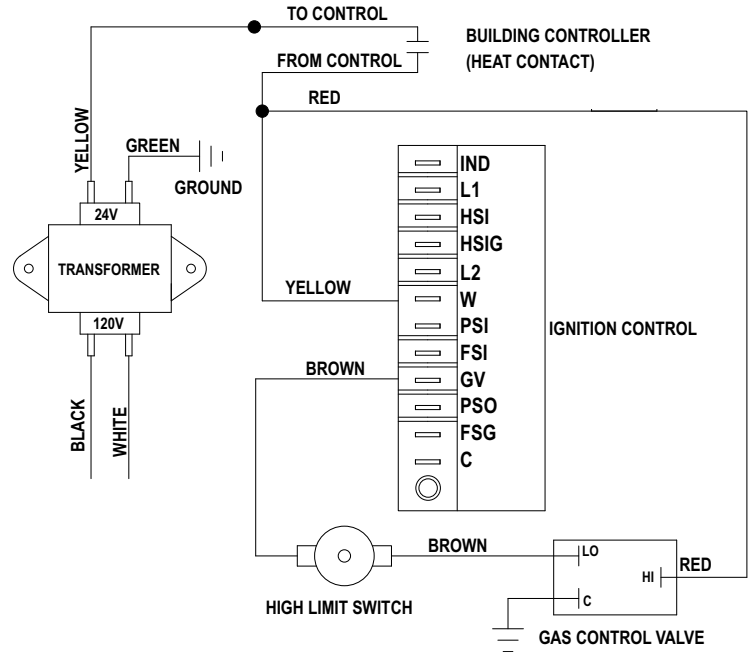 TO CONTROL
BUILDING CONTROLLER
(HEAT CONTACT)
FROM CONTROL
RED
YELLOW
GREEN
GROUND
24V
TRANSFORMER
120V
BLACK
WHITE
IND
L1
HSI
HSIG
L2
YELLOW
W
PSI
IGNITION CONTROL
FSI
BROWN
GV
PSO
FSG
C
BROWN
LO
HI
RED
C
HIGH LIMIT SWITCH
GAS CONTROL VALVE